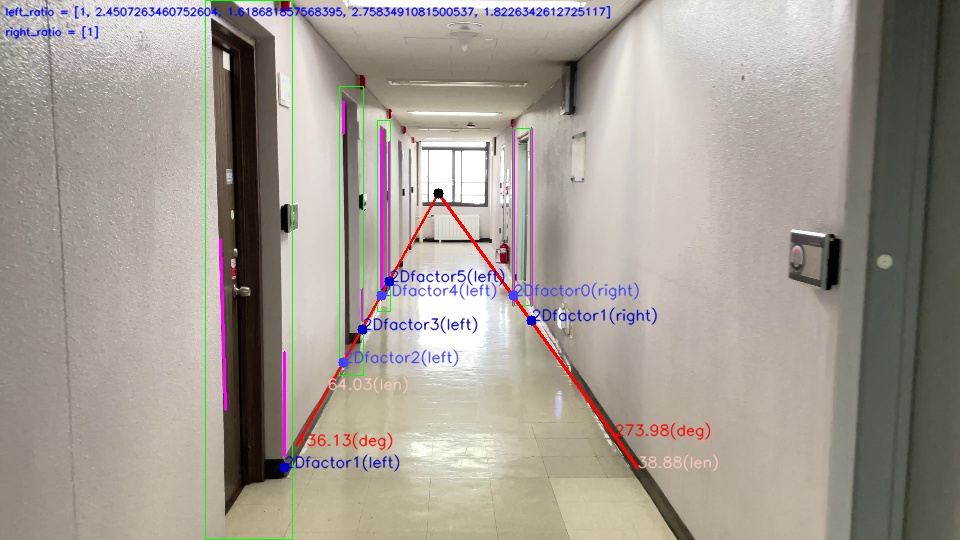 left_ratio = [1, 2.4507263460752604, 1.618681857568395, 2.7583491081500537, 1.8226342612725117]
right_ratio = [1]
2Dfactor5(left)
2Dfactor4(left)
2Dfactor0(right)
2Dfactor1(right)
2Dfactor3(left)
2Dfactor2(left)
64.03(len)
273.98(deg)
36.13(deg)
2Dfactor1(left)
38.88(len)